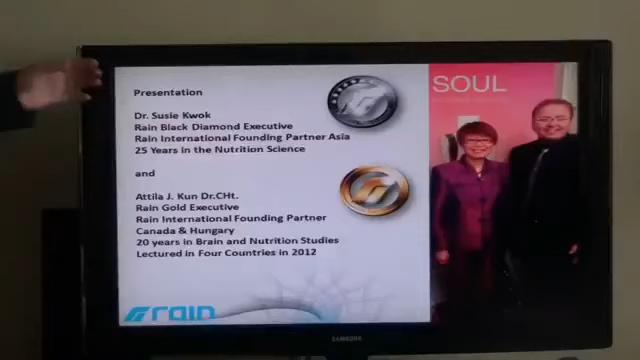 Presentation
Dr. Susie Kwok
Rain Black Diamond Executive
Rain International Founding Partner Asia
25 Years in the Nutrition Science
and
Attila J. Kun Dr.CHt.
Rain Gold Executive
Rain International Founding Partner
Canada & Hungary
20 years in Brain and Nutrition Studies
Lectured in Four Countries in 2012
rain
SOUL
SAMSUNG